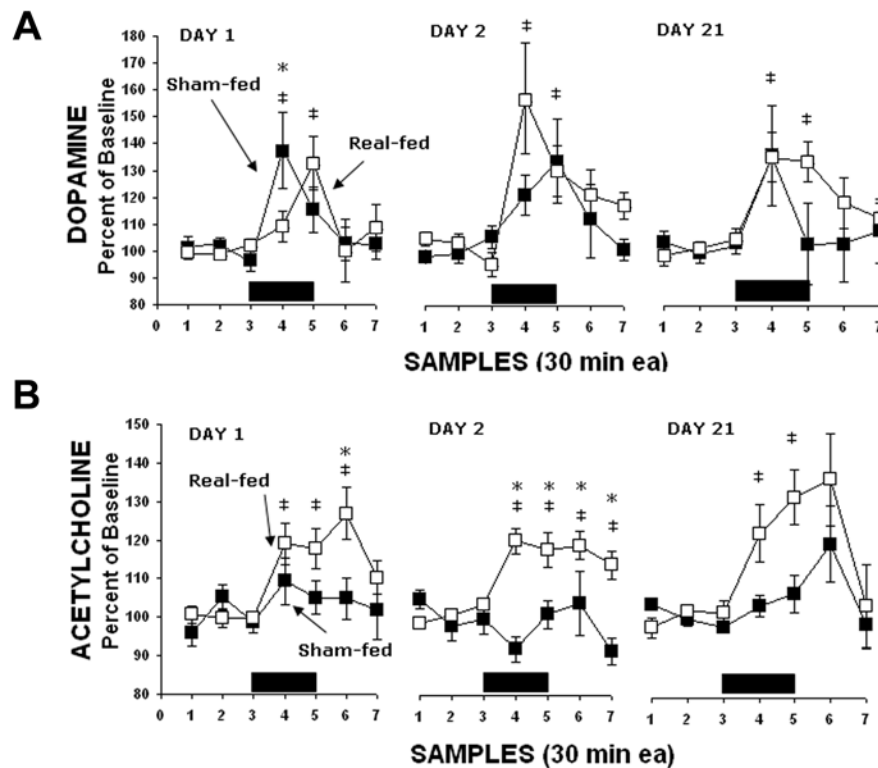 A
DOPAMINE
Percent of Baseline
180
170
160
150
140
130
120
110
100
90
80
DAY 1
Sham-fed
*
‡
‡
Real-fed
DAY 2
‡
‡
DAY 21
‡
‡
0 1 2 3 4 5 6 7
1 2 3 4 5 6 7
1 2 3 4 5 6 7
SAMPLES (30 min ea)
B
ACETYLCHOLINE
Percent of Baseline
150
140
130
120
110
100
90
80
DAY 1
Real-fed
‡ ‡
*
‡
Sham-fed
DAY 2
* * * *
‡ ‡ ‡ ‡
DAY 21
‡
‡
0 1 2 3 4 5 6 7
1 2 3 4 5 6 7
1 2 3 4 5 6 7
SAMPLES (30 min ea)